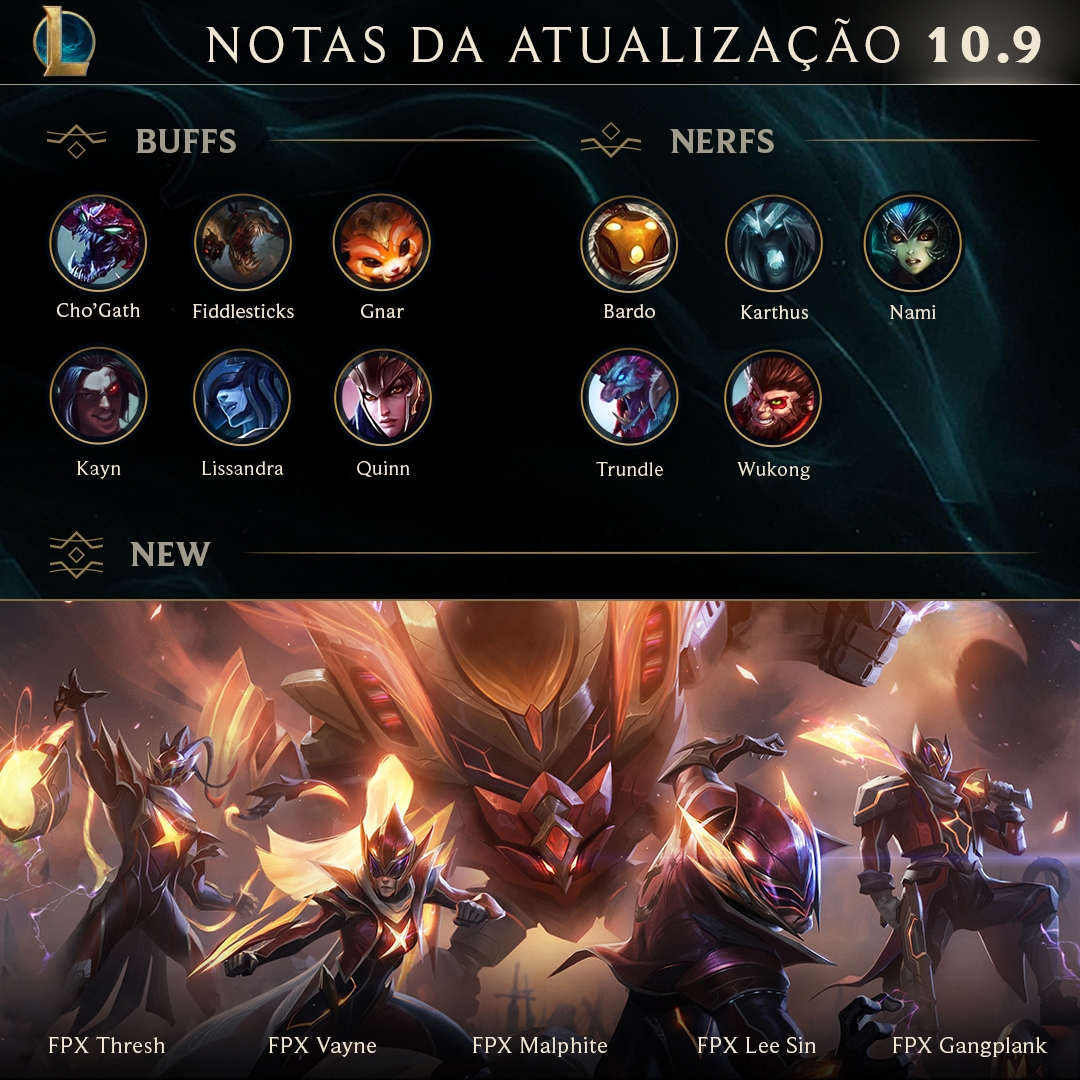 NOTAS DA ATUALIZAÇÃO 10.9
BUFFS
Cho'Gath Fiddlesticks Gnar
Kayn Lissandra Quinn
NERFS
Bardo Karthus Nami
Trundle Wukong
NEW
FPX Thresh FPX Vayne FPX Malphite FPX Lee Sin FPX Gangplank